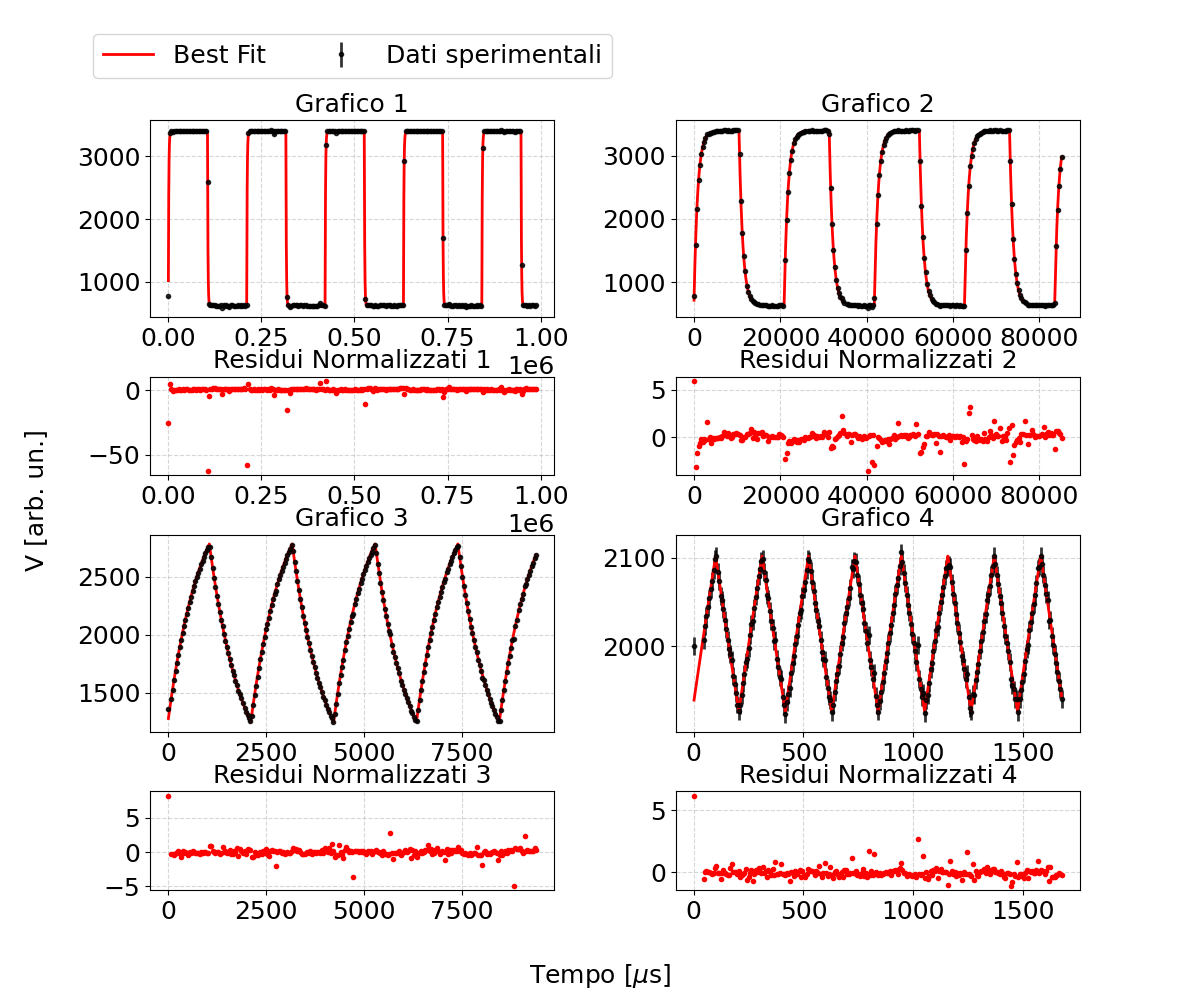 Best Fit Dati sperimentali
Grafico 1 Grafico 2
3000 3000
2000 2000
1000 1000
0.00 0.25 0.50 0.75 1.00 0 20000 40000 60000 80000
1e6
Residui Normalizzati 1 Residui Normalizzati 2
0 5
−50 0
0.00 0.25 0.50 0.75 1.00 0 20000 40000 60000 80000
1e6
V [arb. un.]
Grafico 3 Grafico 4
2500 2100
2000 2000
1500
0 2500 5000 7500 0 500 1000 1500
Residui Normalizzati 3 Residui Normalizzati 4
5 5
0 0
−5
0 2500 5000 7500 0 500 1000 1500
Tempo [μs]